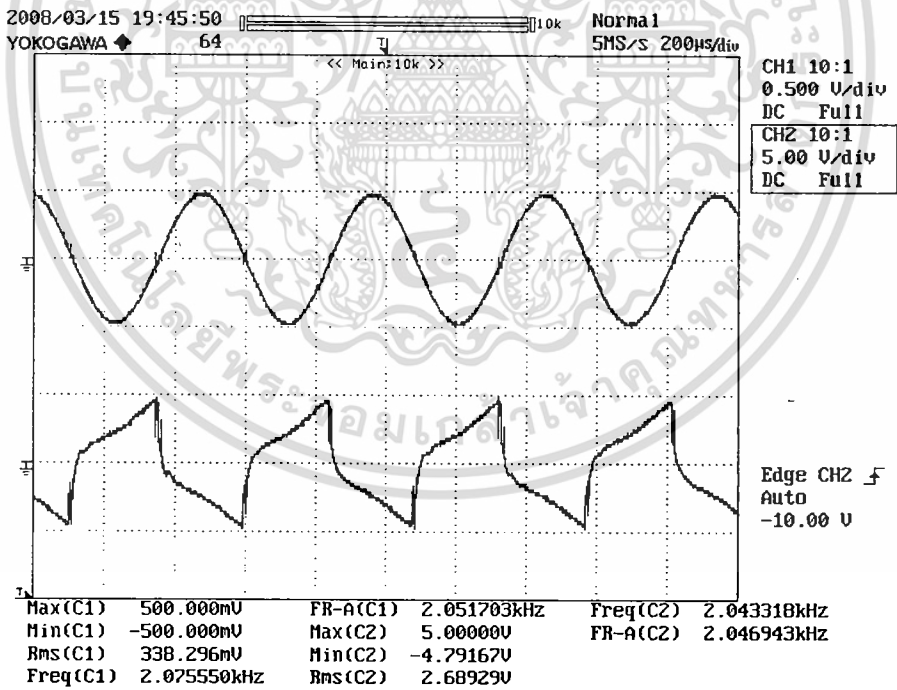 2008/03/15 19:45:50
10k
Normal
YOKOGAWA ◆ 64
5MS/s 200µs/div
<< Main:10k >>
CH1 10:1
0.500 V/div
DC Full
CH2 10:1
5.00 V/div
DC Full
Edge CH2
Auto
-10.00 V
Max(C1) 500.000mV FR-A(C1) 2.051703kHz Freq(C2) 2.043318kHz
Min(C1) -500.000mV Max(C2) 5.00000V FR-A(C2) 2.046943kHz
Rms(C1) 338.296mV Min(C2) -4.79167V
Freq(C1) 2.075550kHz Rms(C2) 2.68929V